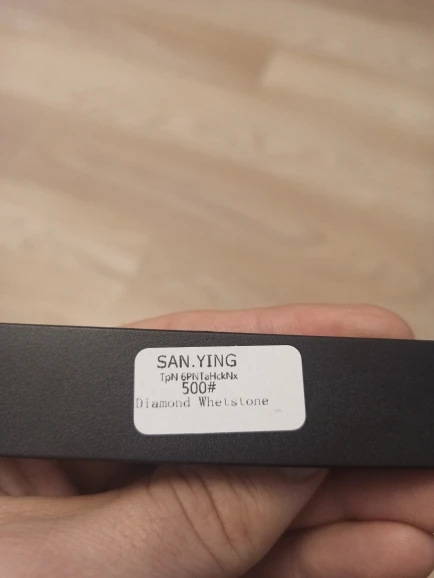 SAN.YING
TpN 6PNTaHckNx
500#
Diamond Whetstone